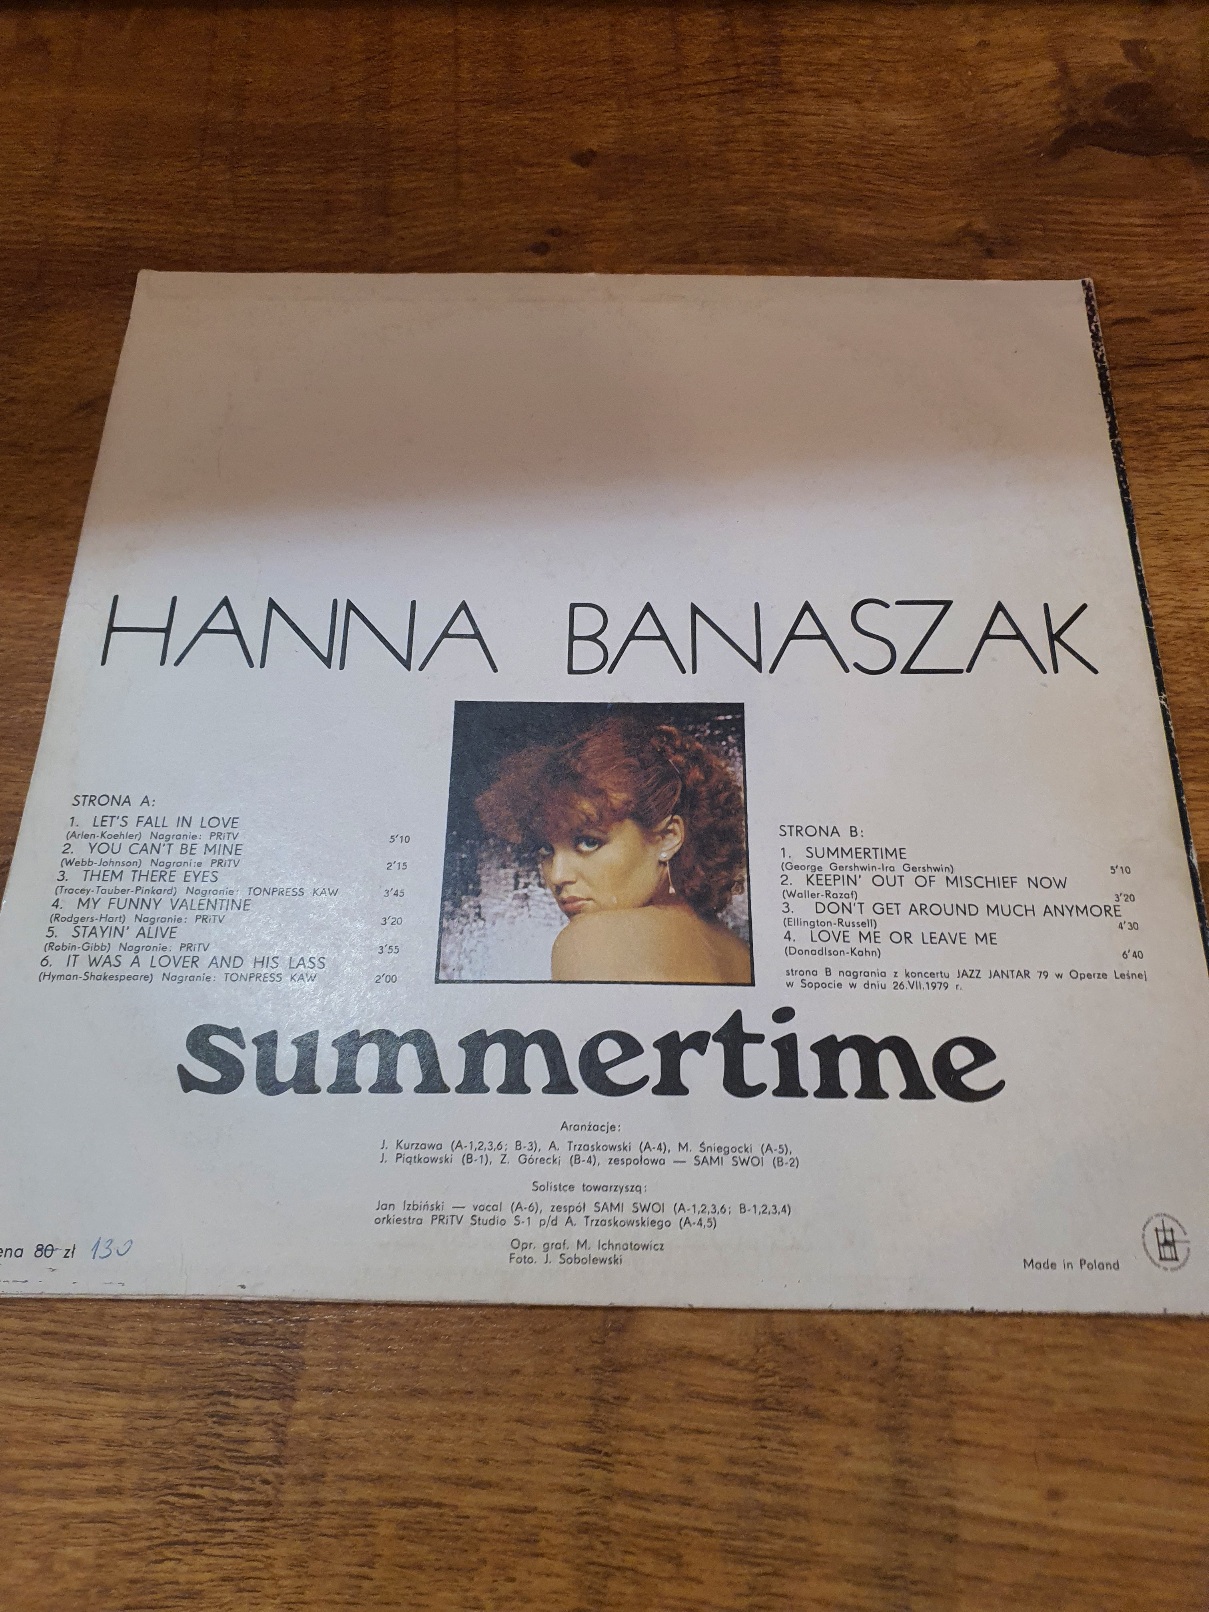 HANNA BANASZAK
STRONA A:
1. LET'S FALL IN LOVE
(Arlen-Koehler) Nagranie: PRiTV 5'10
2. YOU CAN'T BE MINE
(Webb-Johnson) Nagrani:e PRiTV 2'15
3. THEM THERE EYES
(Tracey-Tauber-Pinkard) Nagranie: TONPRESS KAW 3'45
4. MY FUNNY VALENTINE
(Rodgers-Hart) Nagranie: PRiTV 3'20
5. STAYIN' ALIVE
(Robin-Gibb) Nagranie: PRiTV 3'55
6. IT WAS A LOVER AND HIS LASS
(Hyman-Shakespeare) Nagranie: TONPRESS KAW 2'00
STRONA B:
1. SUMMERTIME
(George Gershwin-Ira Gershwin) 5'10
2. KEEPIN' OUT OF MISCHIEF NOW
(Waller-Razaf) 3'20
3. DON'T GET AROUND MUCH ANYMORE
(Ellington-Russell) 4'30
4. LOVE ME OR LEAVE ME
(Donadlson-Kahn) 6'40
strona B nagrania z koncertu JAZZ JANTAR 79 w Operze Leśnej
w Sopocie w dniu 26.VII.1979 r.
summertime
Aranżacje:
J. Kurzawa (A-1,2,3,6; B-3), A. Trzaskowski (A-4), M. Śniegocki (A-5),
J. Piątkowski (B-1), Z. Górecki (B-4), zespołowa — SAMI SWOI (B-2)
Solistce towarzyszą:
Jan Izbiński — vocal (A-6), zespół SAMI SWOI (A-1,2,3,6; B-1,2,3,4)
orkiestra PRiTV Studio S-1 p/d A. Trzaskowskiego (A-4,5)
Opr. graf. M. Ichnatowicz
Foto. J. Sobolewski
ena 80 zł 130
Made in Poland